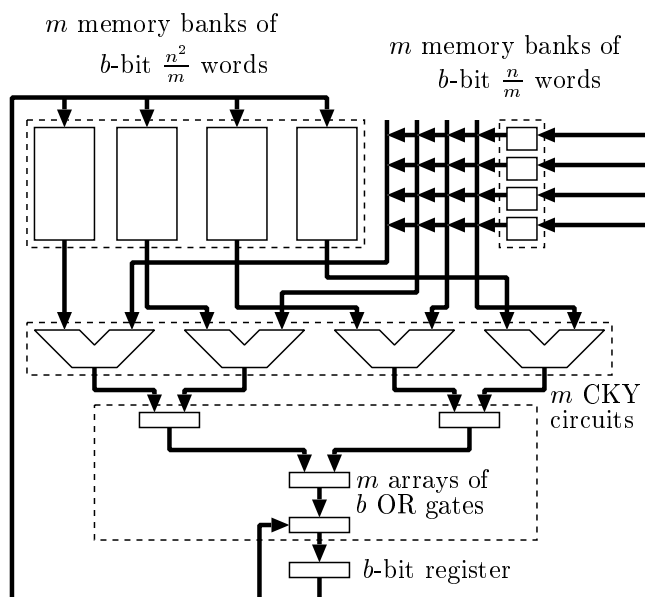 m memory banks of
b-bit n²/m words
m memory banks of
b-bit n/m words
m CKY
circuits
m arrays of
b OR gates
b-bit register